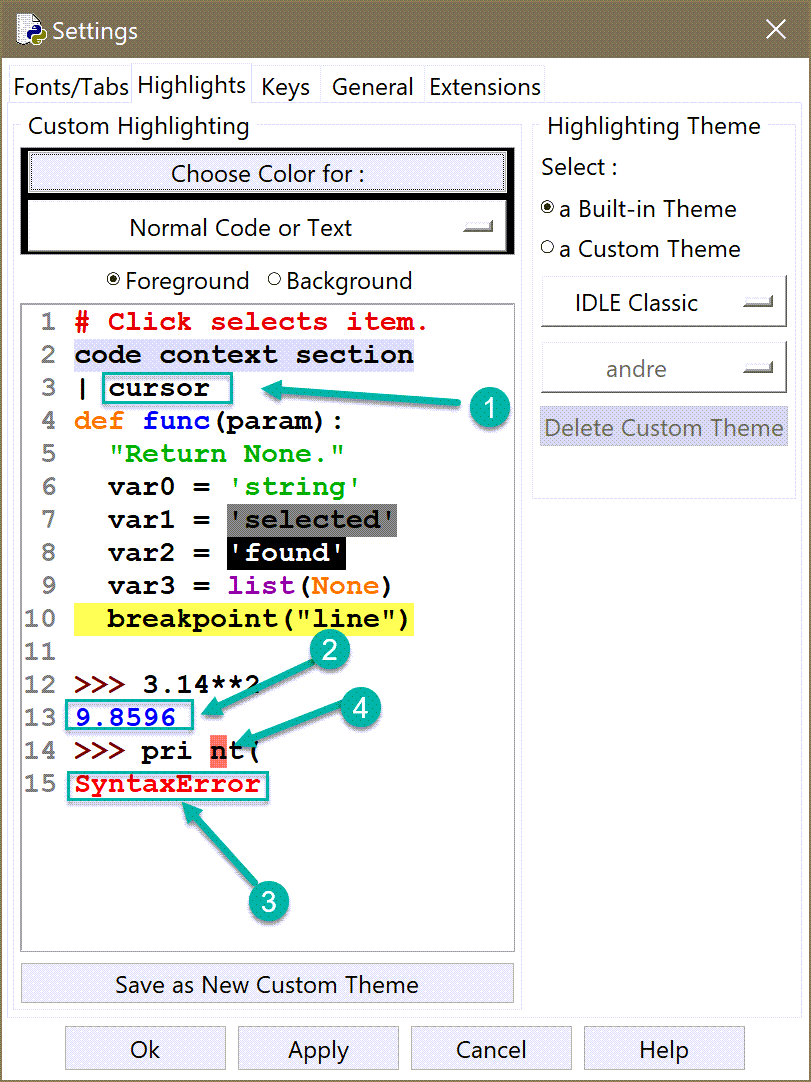 Settings
Fonts/Tabs Highlights Keys General Extensions
Custom Highlighting
Choose Color for :
Normal Code or Text
Foreground Background
1 # Click selects item.
2 code context section
3 | cursor
1
4 def func(param):
5 "Return None."
6 var0 = 'string'
7 var1 = 'selected'
8 var2 = 'found'
9 var3 = list(None)
10 breakpoint("line")
11
2
12 >>> 3.14**2
13 9.8596
4
14 >>> pri nt(
15 SyntaxError
3
Save as New Custom Theme
Highlighting Theme
Select :
a Built-in Theme
a Custom Theme
IDLE Classic
andre
Delete Custom Theme
Ok Apply Cancel Help